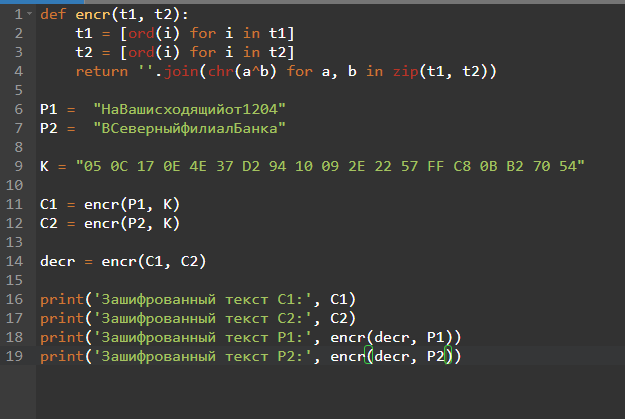 1 def encr(t1, t2):
2     t1 = [ord(i) for i in t1]
3     t2 = [ord(i) for i in t2]
4     return ''.join(chr(a^b) for a, b in zip(t1, t2))
5
6 P1 =  "НаВашисходящийот1204"
7 P2 =  "ВСеверныйфилиалБанка"
8
9 K = "05 0C 17 0E 4E 37 D2 94 10 09 2E 22 57 FF C8 0B B2 70 54"
10
11 C1 = encr(P1, K)
12 C2 = encr(P2, K)
13
14 decr = encr(C1, C2)
15
16 print('Зашифрованный текст C1:', C1)
17 print('Зашифрованный текст C2:', C2)
18 print('Зашифрованный текст P1:', encr(decr, P1))
19 print('Зашифрованный текст P2:', encr(decr, P2))